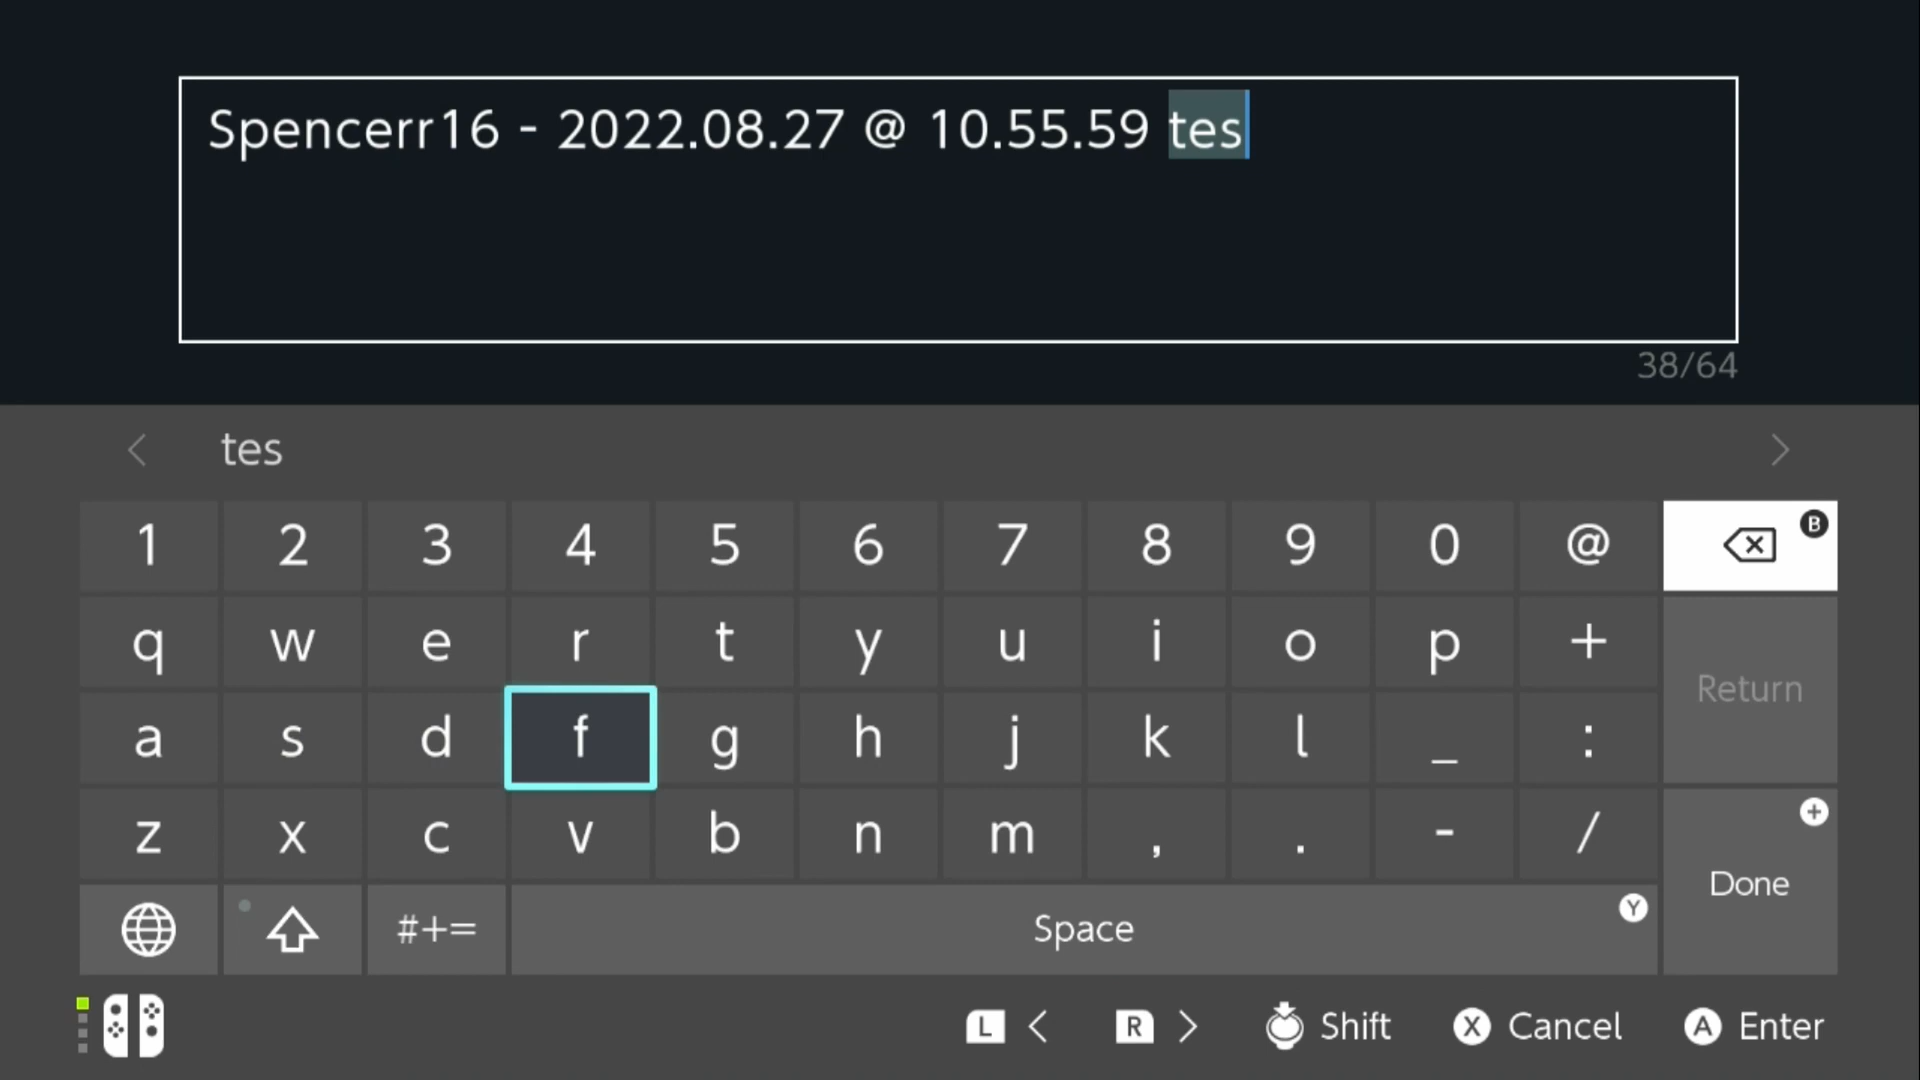 Spencerr16 - 2022.08.27 @ 10.55.59 tes
38/64
< tes >
1 2 3 4 5 6 7 8 9 0 @ B
q w e r t y u i o p +
Return
a s d f g h j k l _ :
z x c v b n m , . - / +
Done
#+= Space Y
L < R > Shift X Cancel A Enter